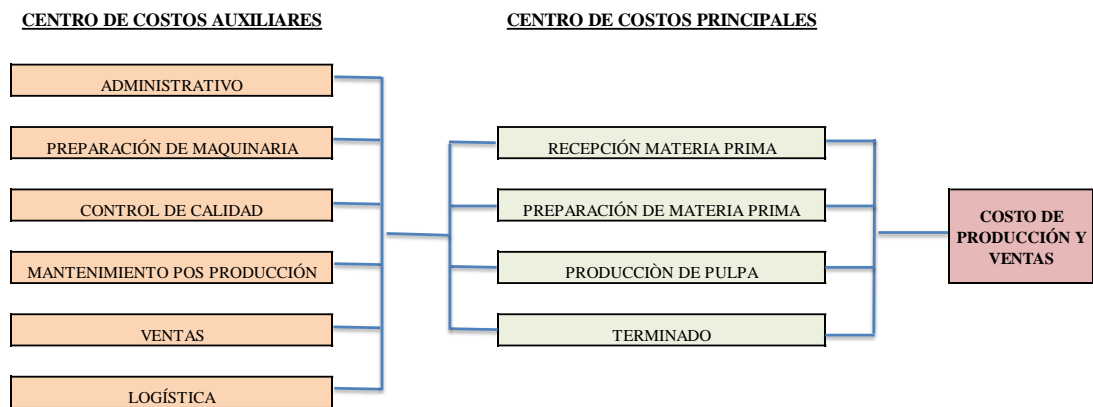 CENTRO DE COSTOS AUXILIARES
CENTRO DE COSTOS PRINCIPALES
ADMINISTRATIVO
PREPARACIÓN DE MAQUINARIA
CONTROL DE CALIDAD
MANTENIMIENTO POS PRODUCCIÓN
VENTAS
LOGÍSTICA
RECEPCIÓN MATERIA PRIMA
PREPARACIÓN DE MATERIA PRIMA
PRODUCCIÒN DE PULPA
TERMINADO
COSTO DE
PRODUCCIÓN Y
VENTAS